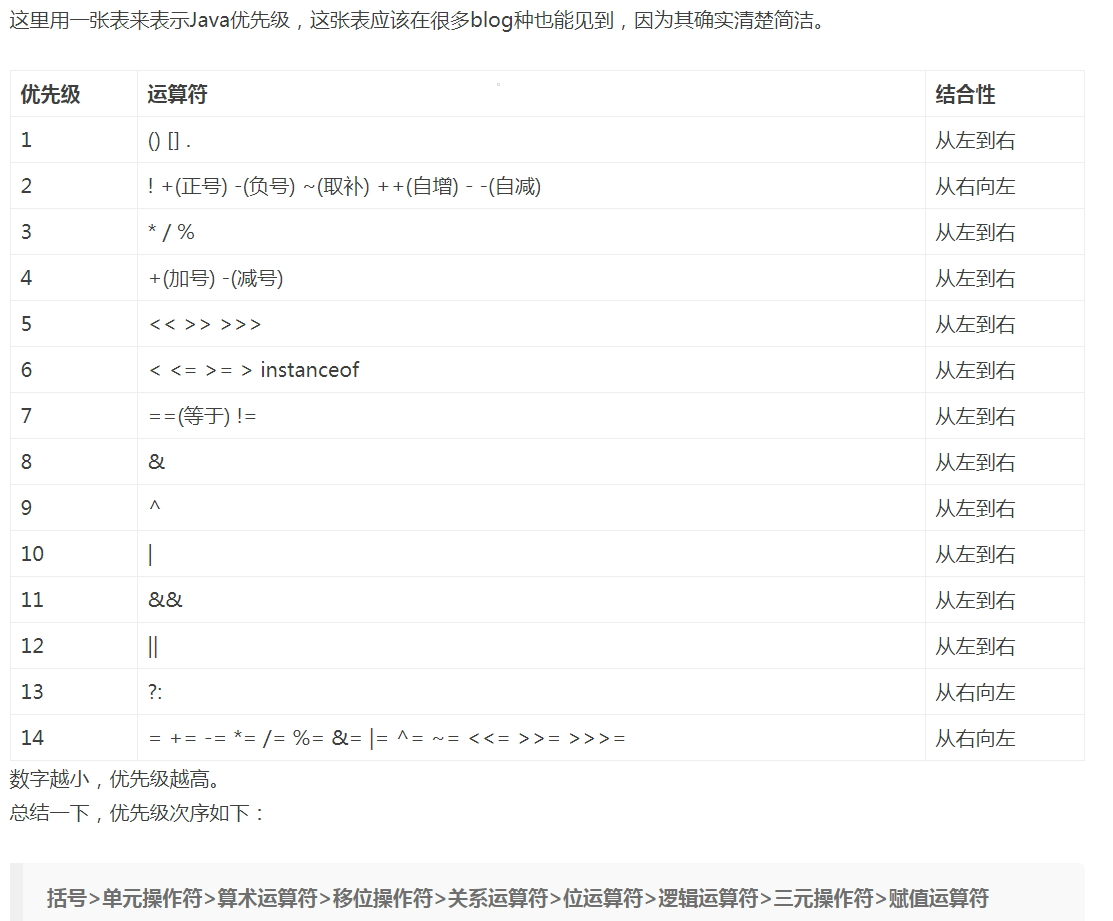 这里用一张表来表示Java优先级，这张表应该在很多blog种也能见到，因为其确实清楚简洁。
优先级 运算符 结合性
1 () [] . 从左到右
2 ! +(正号) -(负号) ~(取补) ++(自增) - -(自减) 从右向左
3 * / % 从左到右
4 +(加号) -(减号) 从左到右
5 << >> >>> 从左到右
6 < <= >= > instanceof 从左到右
7 ==(等于) != 从左到右
8 & 从左到右
9 ^ 从左到右
10 | 从左到右
11 && 从左到右
12 || 从左到右
13 ?: 从右向左
14 = += -= *= /= %= &= |= ^= ~= <<= >>= >>>= 从右向左
数字越小，优先级越高。
总结一下，优先级次序如下：
括号>单元操作符>算术运算符>移位操作符>关系运算符>位运算符>逻辑运算符>三元操作符>赋值运算符